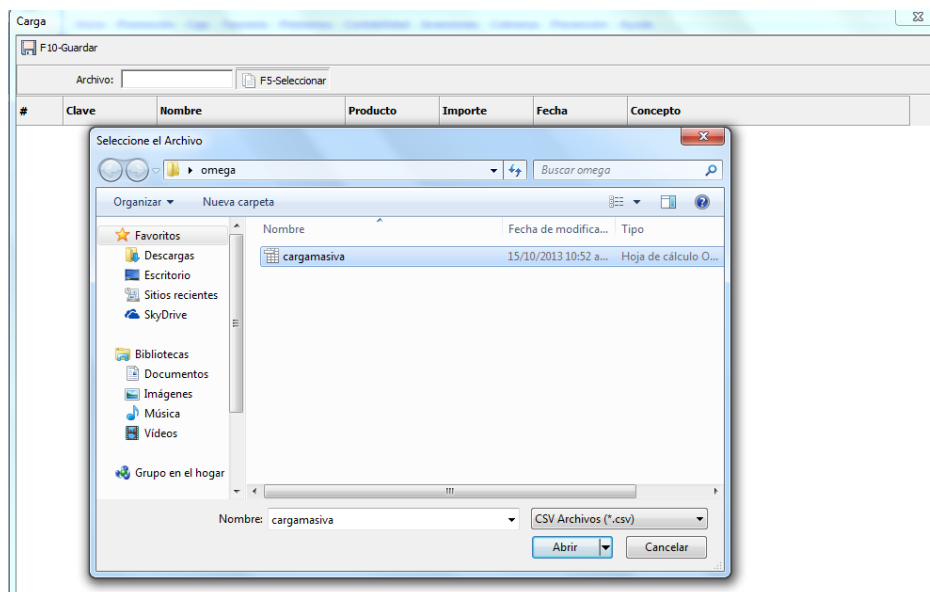 Carga
F10-Guardar
Archivo: F5-Seleccionar
# Clave Nombre Producto Importe Fecha Concepto
Seleccione el Archivo
omega Buscar omega
Organizar Nueva carpeta
Nombre Fecha de modifica... Tipo
cargamasiva 15/10/2013 10:52 a... Hoja de cálculo O...
Favoritos
Descargas
Escritorio
Sitios recientes
SkyDrive
Bibliotecas
Documentos
Imágenes
Música
Vídeos
Grupo en el hogar
Nombre: cargamasiva CSV Archivos (*.csv)
Abrir Cancelar